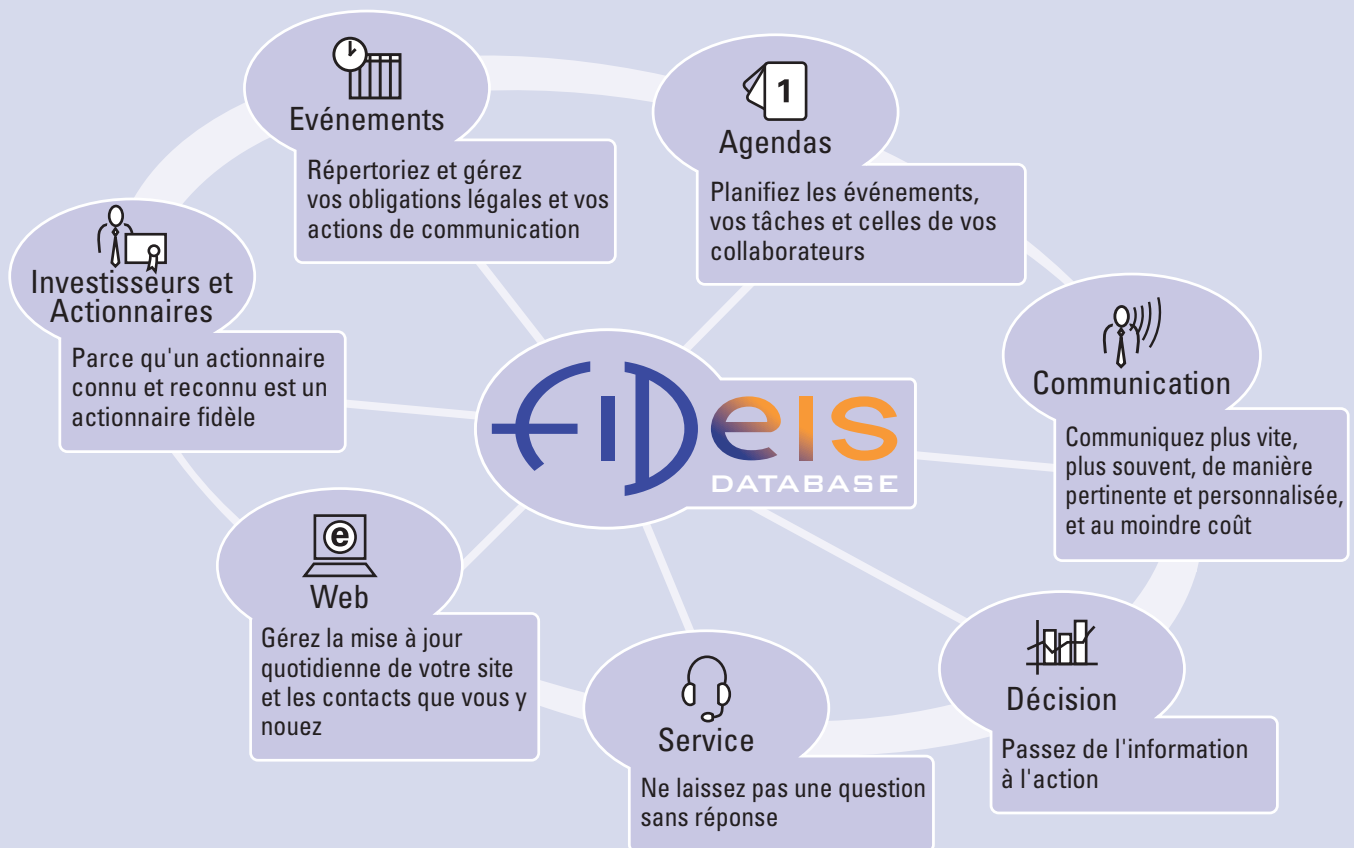 Evénements
Répertoriez et gérez
vos obligations légales et vos
actions de communication
1
Agendas
Planifiez les événements,
vos tâches et celles de vos
collaborateurs
Investisseurs et
Actionnaires
Parce qu'un actionnaire
connu et reconnu est un
actionnaire fidèle
FiDeis
DATABASE
Communication
Communiquez plus vite,
plus souvent, de manière
pertinente et personnalisée,
et au moindre coût
e
Web
Gérez la mise à jour
quotidienne de votre site
et les contacts que vous y
nouez
Service
Ne laissez pas une question
sans réponse
Décision
Passez de l'information
à l'action